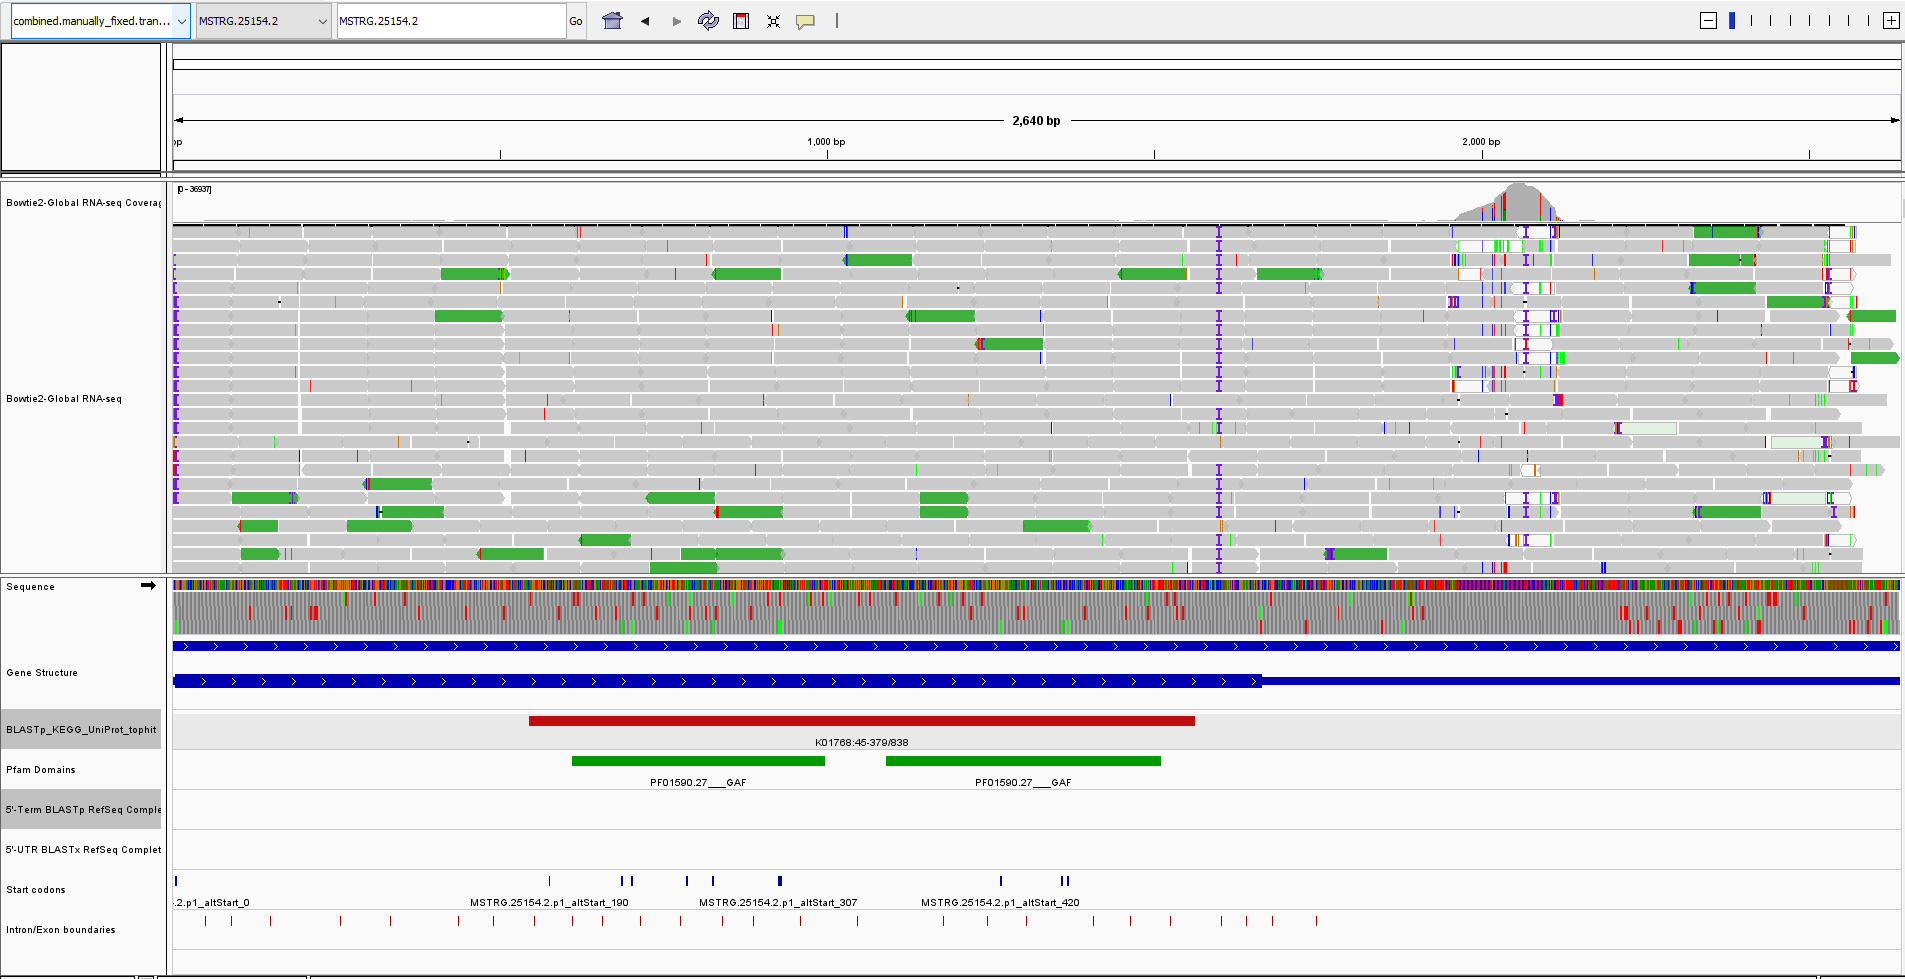 combined.manually_fixed.tran... MSTRG.25154.2 MSTRG.25154.2 Go
2,640 bp
bp 1,000 bp 2,000 bp
[0 - 36937]
Bowtie2-Global RNA-seq Coverag
Bowtie2-Global RNA-seq
Sequence
Gene Structure
BLASTp_KEGG_UniProt_tophit
K01768:45-379/838
Pfam Domains
PF01590.27___GAF PF01590.27___GAF
5'-Term BLASTp RefSeq Comple
5'-UTR BLASTx RefSeq Complet
Start codons
.2.p1_altStart_0 MSTRG.25154.2.p1_altStart_190 MSTRG.25154.2.p1_altStart_307 MSTRG.25154.2.p1_altStart_420
Intron/Exon boundaries